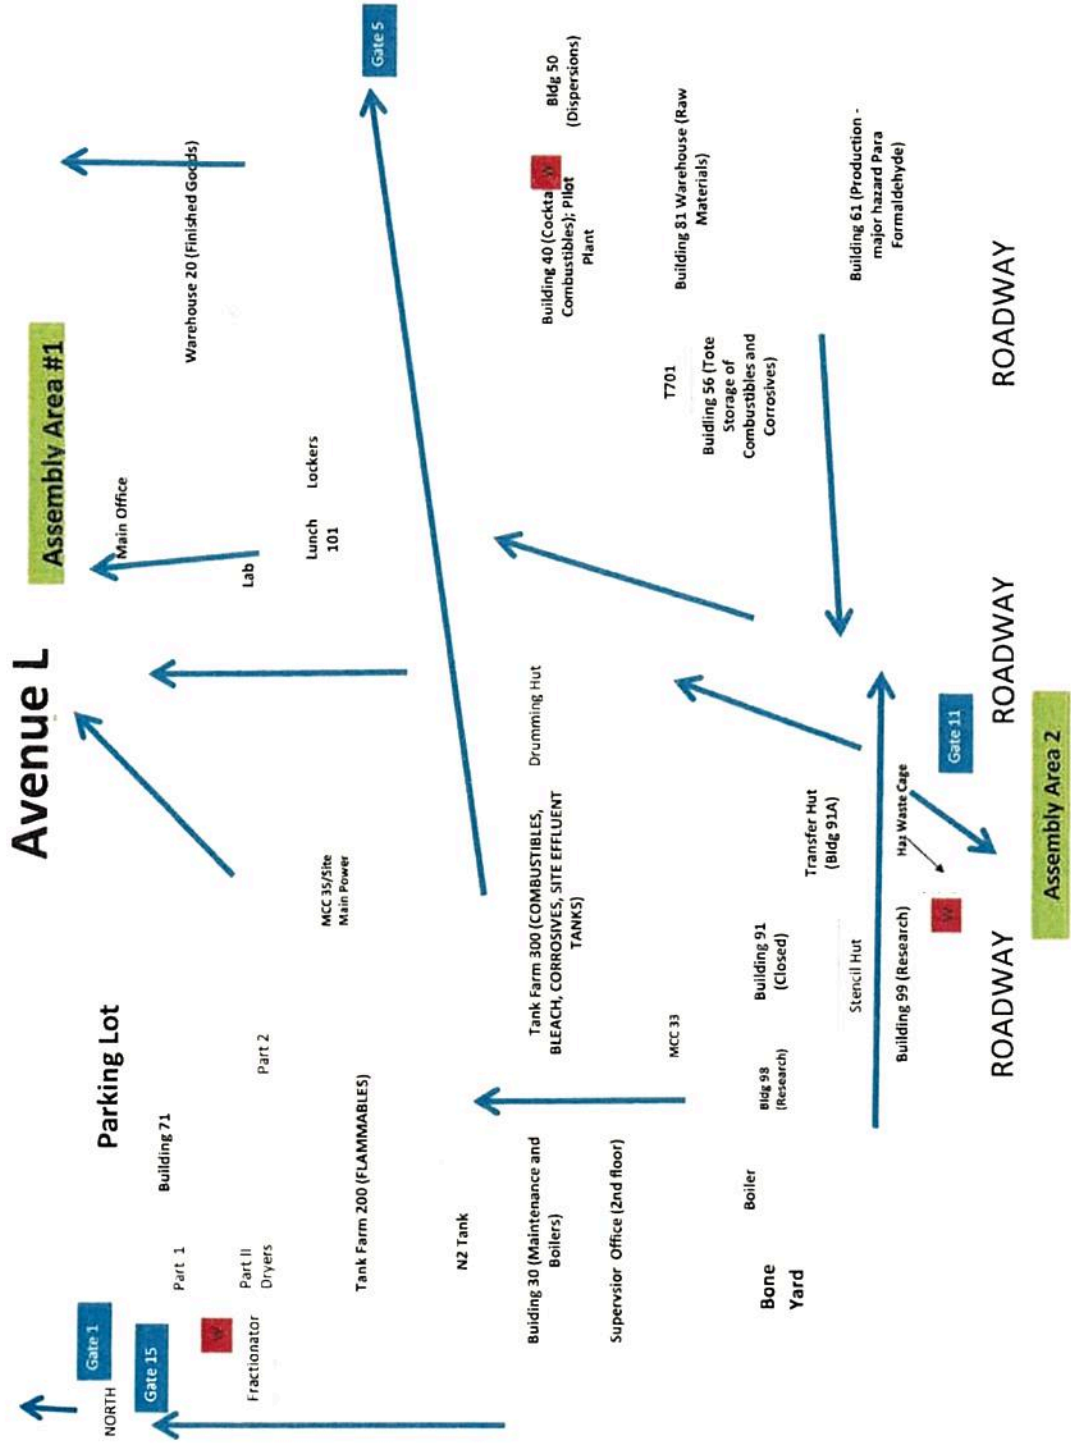 Avenue L
Assembly Area #1
Parking Lot
Gate 1
NORTH
Gate 15
Main Office
Building 71
Part 1
Warehouse 20 (Finished Goods)
Part 2
Lab
Part II
Dryers
W
Fractionator
MCC 35/Site
Main Power
Lunch
101
Lockers
Gate 5
Tank Farm 200 (FLAMMABLES)
N2 Tank
Drumming Hut
Tank Farm 300 (COMBUSTIBLES,
BLEACH, CORROSIVES, SITE EFFLUENT
TANKS)
Buiding 30 (Maintenance and
Boilers)
Building 40 (Cockta
Combustibles); Pilot
Plant
W
Bldg 50
(Dispersions)
Supervsior Office (2nd floor)
MCC 33
T701
Building 81 Warehouse (Raw
Materials)
Buidling 56 (Tote
Storage of
Combustibles and
Corrosives)
Boiler
Bone
Yard
Bldg 98
(Research)
Building 91
(Closed)
Transfer Hut
(Bldg 91A)
Stencil Hut
Building 61 (Production -
major hazard Para
Formaldehyde)
Building 99 (Research)
Haz Waste Cage
W
Gate 11
ROADWAY
ROADWAY
ROADWAY
Assembly Area 2